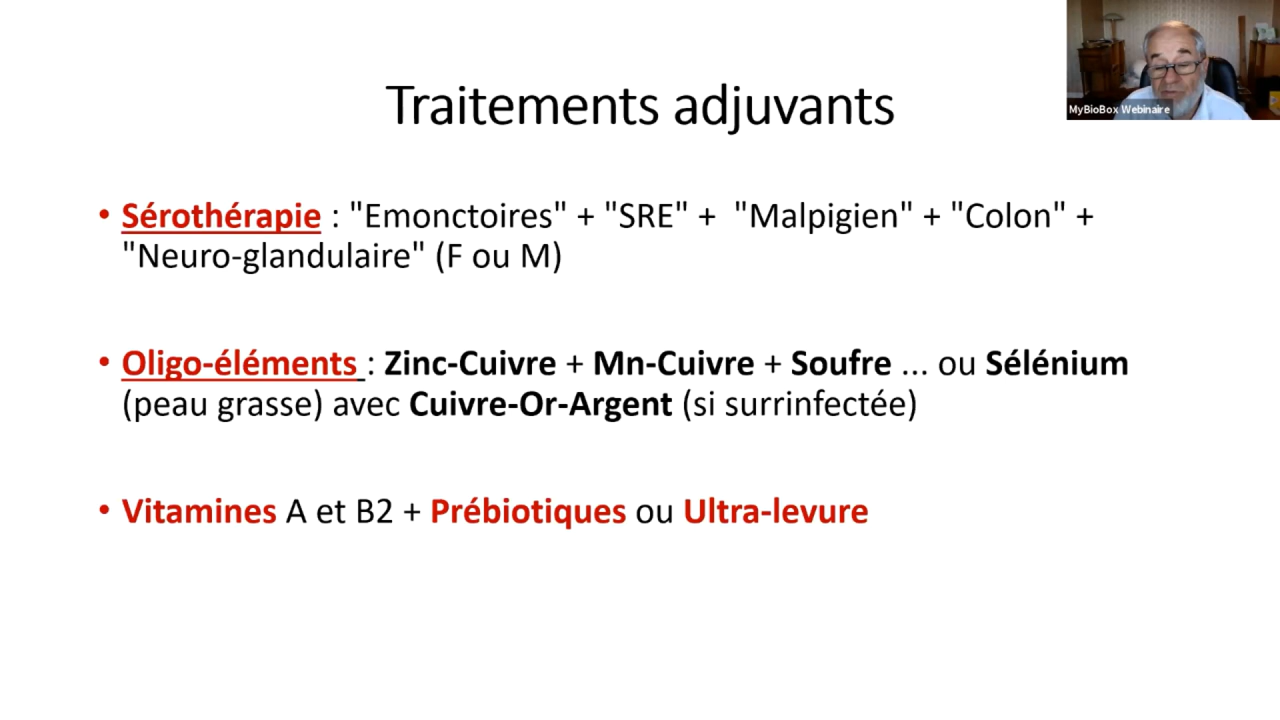 MyBioBox Webinaire
Traitements adjuvants
• Sérothérapie : "Emonctoires" + "SRE" + "Malpigien" + "Colon" +
"Neuro-glandulaire" (F ou M)
• Oligo-éléments : Zinc-Cuivre + Mn-Cuivre + Soufre ... ou Sélénium
(peau grasse) avec Cuivre-Or-Argent (si surrinfectée)
• Vitamines A et B2 + Prébiotiques ou Ultra-levure